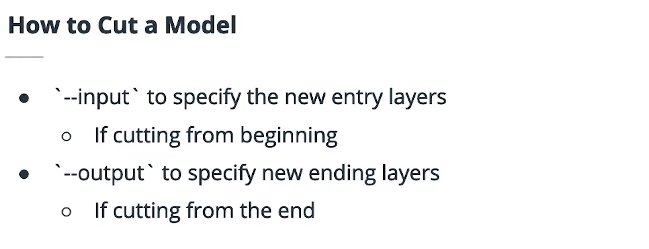 How to Cut a Model
● `--input` to specify the new entry layers
○ If cutting from beginning
● `--output` to specify new ending layers
○ If cutting from the end